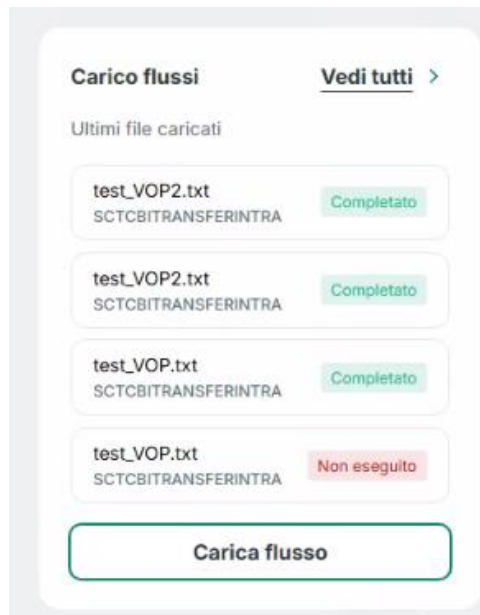 Carico flussi
Vedi tutti >
Ultimi file caricati
test_VOP2.txt
SCTCBITRANSFERINTRA
Completato
test_VOP2.txt
SCTCBITRANSFERINTRA
Completato
test_VOP.txt
SCTCBITRANSFERINTRA
Completato
test_VOP.txt
SCTCBITRANSFERINTRA
Non eseguito
Carica flusso